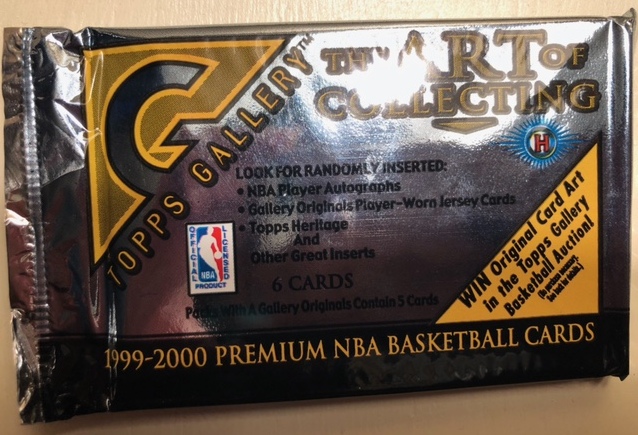 TOPPS GALLERY™
THE ART OF
COLLECTING
H
LOOK FOR RANDOMLY INSERTED:
• NBA Player Autographs
• Gallery Originals Player-Worn Jersey Cards
• Topps Heritage
And
Other Great Inserts
6 CARDS
Packs With A Gallery Originals Contain 5 Cards
OFFICIAL
LICENSED
NBA
PRODUCT
WIN Original Card Art
in the Topps Gallery
Basketball Auction!
1999-2000 PREMIUM NBA BASKETBALL CARDS